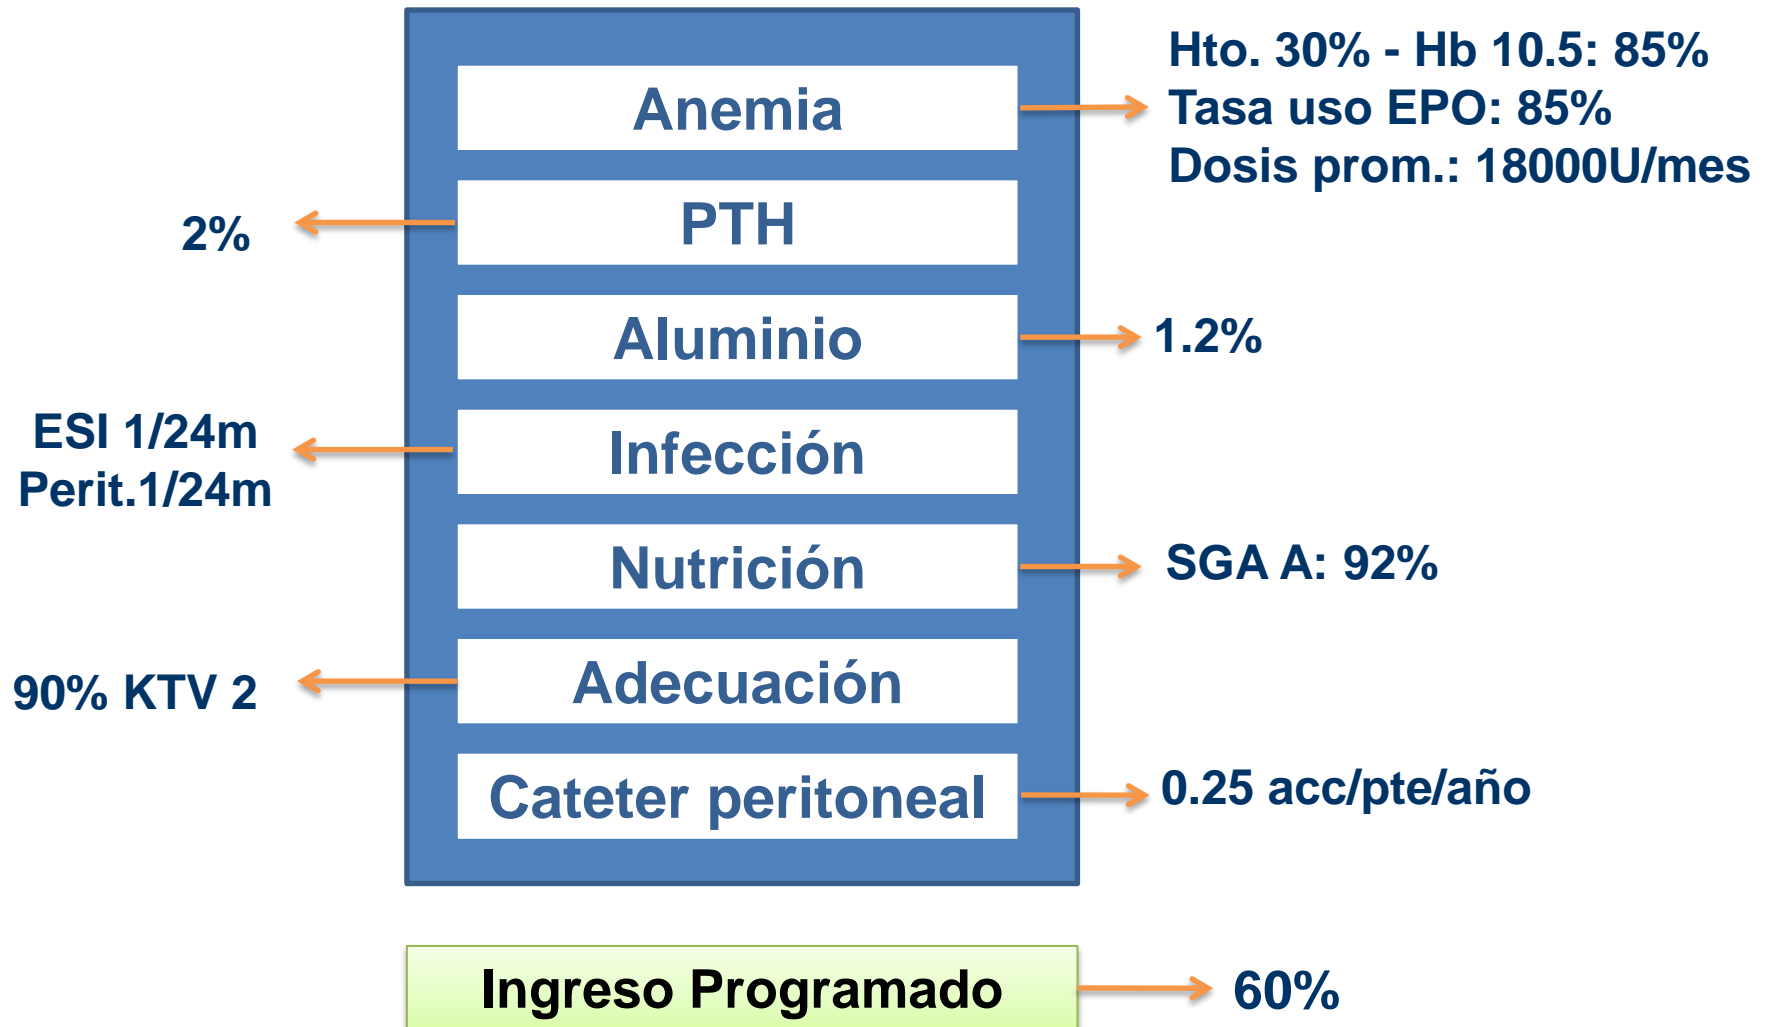 Anemia
Hto. 30% - Hb 10.5: 85%
Tasa uso EPO: 85%
Dosis prom.: 18000U/mes
PTH
2%
Aluminio
1.2%
Infección
ESI 1/24m
Perit.1/24m
Nutrición
SGA A: 92%
Adecuación
90% KTV 2
Cateter peritoneal
0.25 acc/pte/año
Ingreso Programado
60%